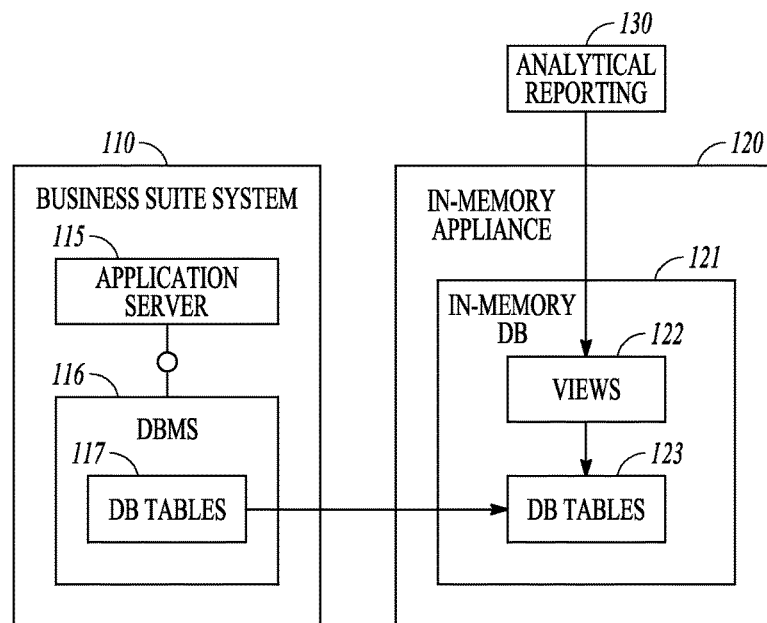 130
ANALYTICAL
REPORTING
110
BUSINESS SUITE SYSTEM
115
APPLICATION
SERVER
116
DBMS
117
DB TABLES
120
IN-MEMORY
APPLIANCE
121
IN-MEMORY
DB
122
VIEWS
123
DB TABLES